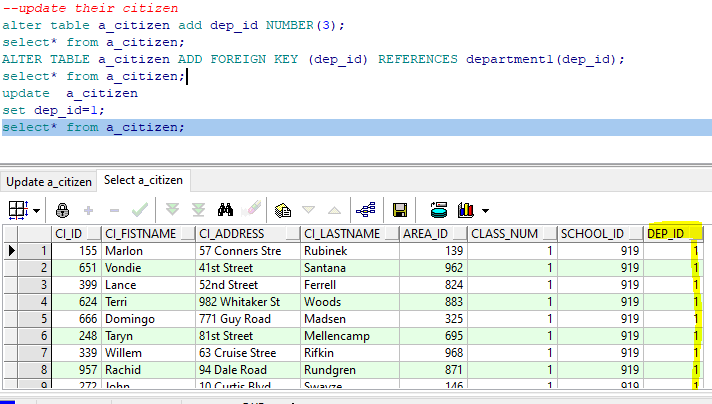 --update their citizen
alter table a_citizen add dep_id NUMBER(3);
select* from a_citizen;
ALTER TABLE a_citizen ADD FOREIGN KEY (dep_id) REFERENCES department1(dep_id);
select* from a_citizen;
update  a_citizen
set dep_id=1;
select* from a_citizen;
Update a_citizen Select a_citizen
CI_ID CI_FISTNAME CI_ADDRESS CI_LASTNAME AREA_ID CLASS_NUM SCHOOL_ID DEP_ID
1 155 Marlon 57 Conners Stre Rubinek 139 1 919 1
2 651 Vondie 41st Street Santana 962 1 919 1
3 399 Lance 52nd Street Ferrell 824 1 919 1
4 624 Terri 982 Whitaker St Woods 883 1 919 1
5 666 Domingo 771 Guy Road Madsen 325 1 919 1
6 248 Taryn 81st Street Mellencamp 695 1 919 1
7 339 Willem 63 Cruise Stree Rifkin 968 1 919 1
8 957 Rachid 94 Dale Road Rundgren 871 1 919 1
9 272 John 10 Curtis Blvd Swayze 146 1 919 1